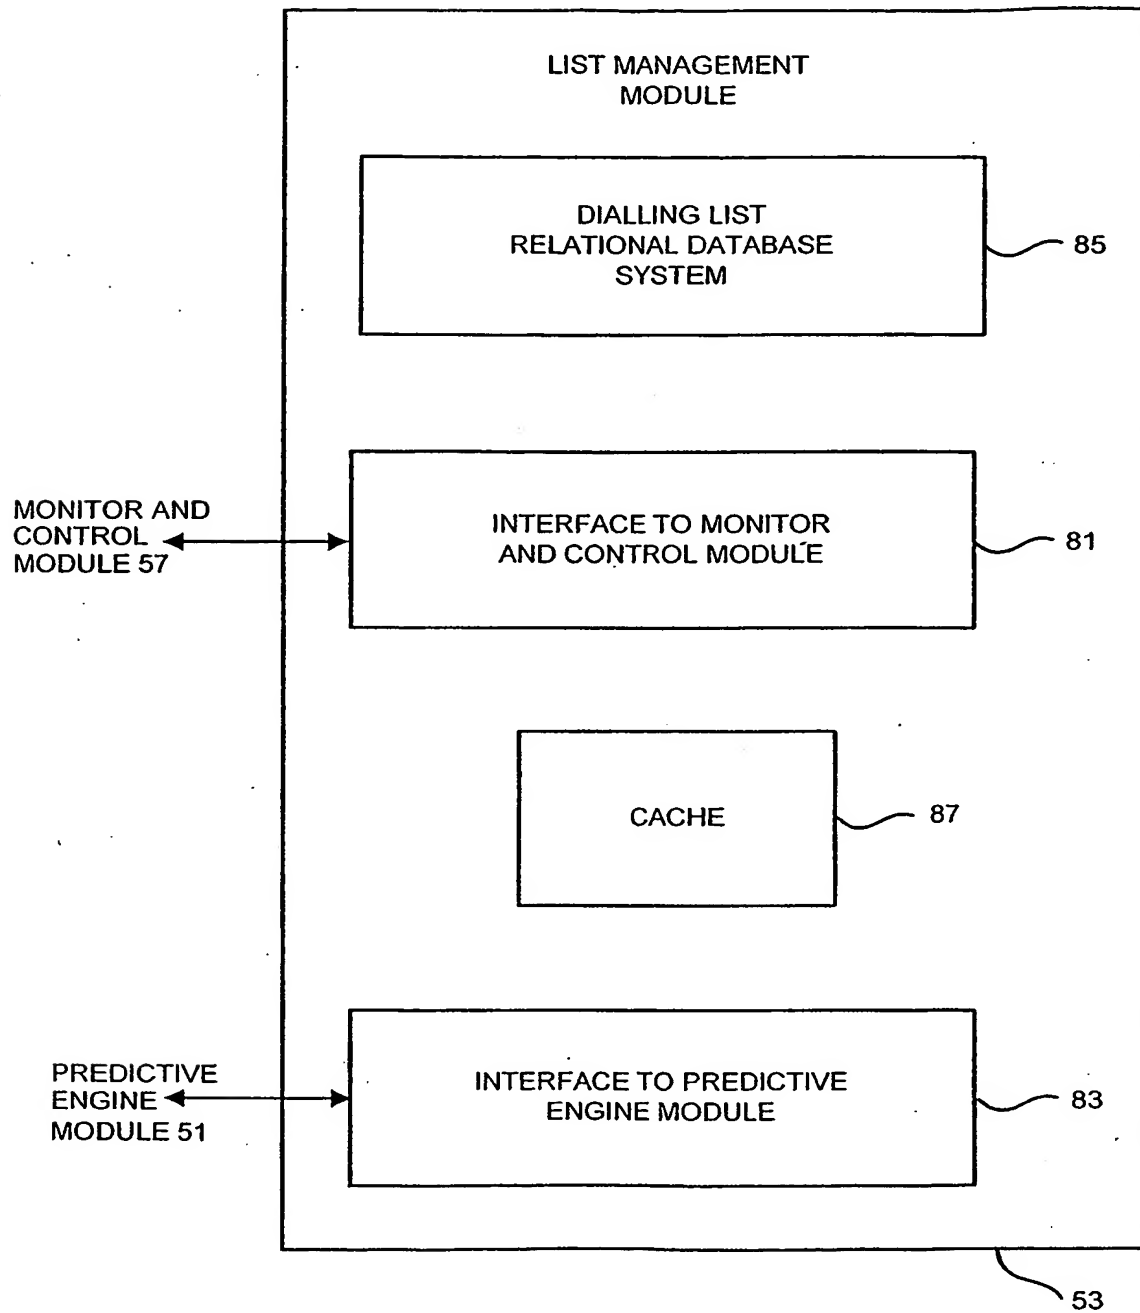 LIST MANAGEMENT
MODULE
DIALLING LIST
RELATIONAL DATABASE
SYSTEM
85
MONITOR AND
CONTROL
MODULE 57
INTERFACE TO MONITOR
AND CONTROL MODULE
81
CACHE
87
PREDICTIVE
ENGINE
MODULE 51
INTERFACE TO PREDICTIVE
ENGINE MODULE
83
53